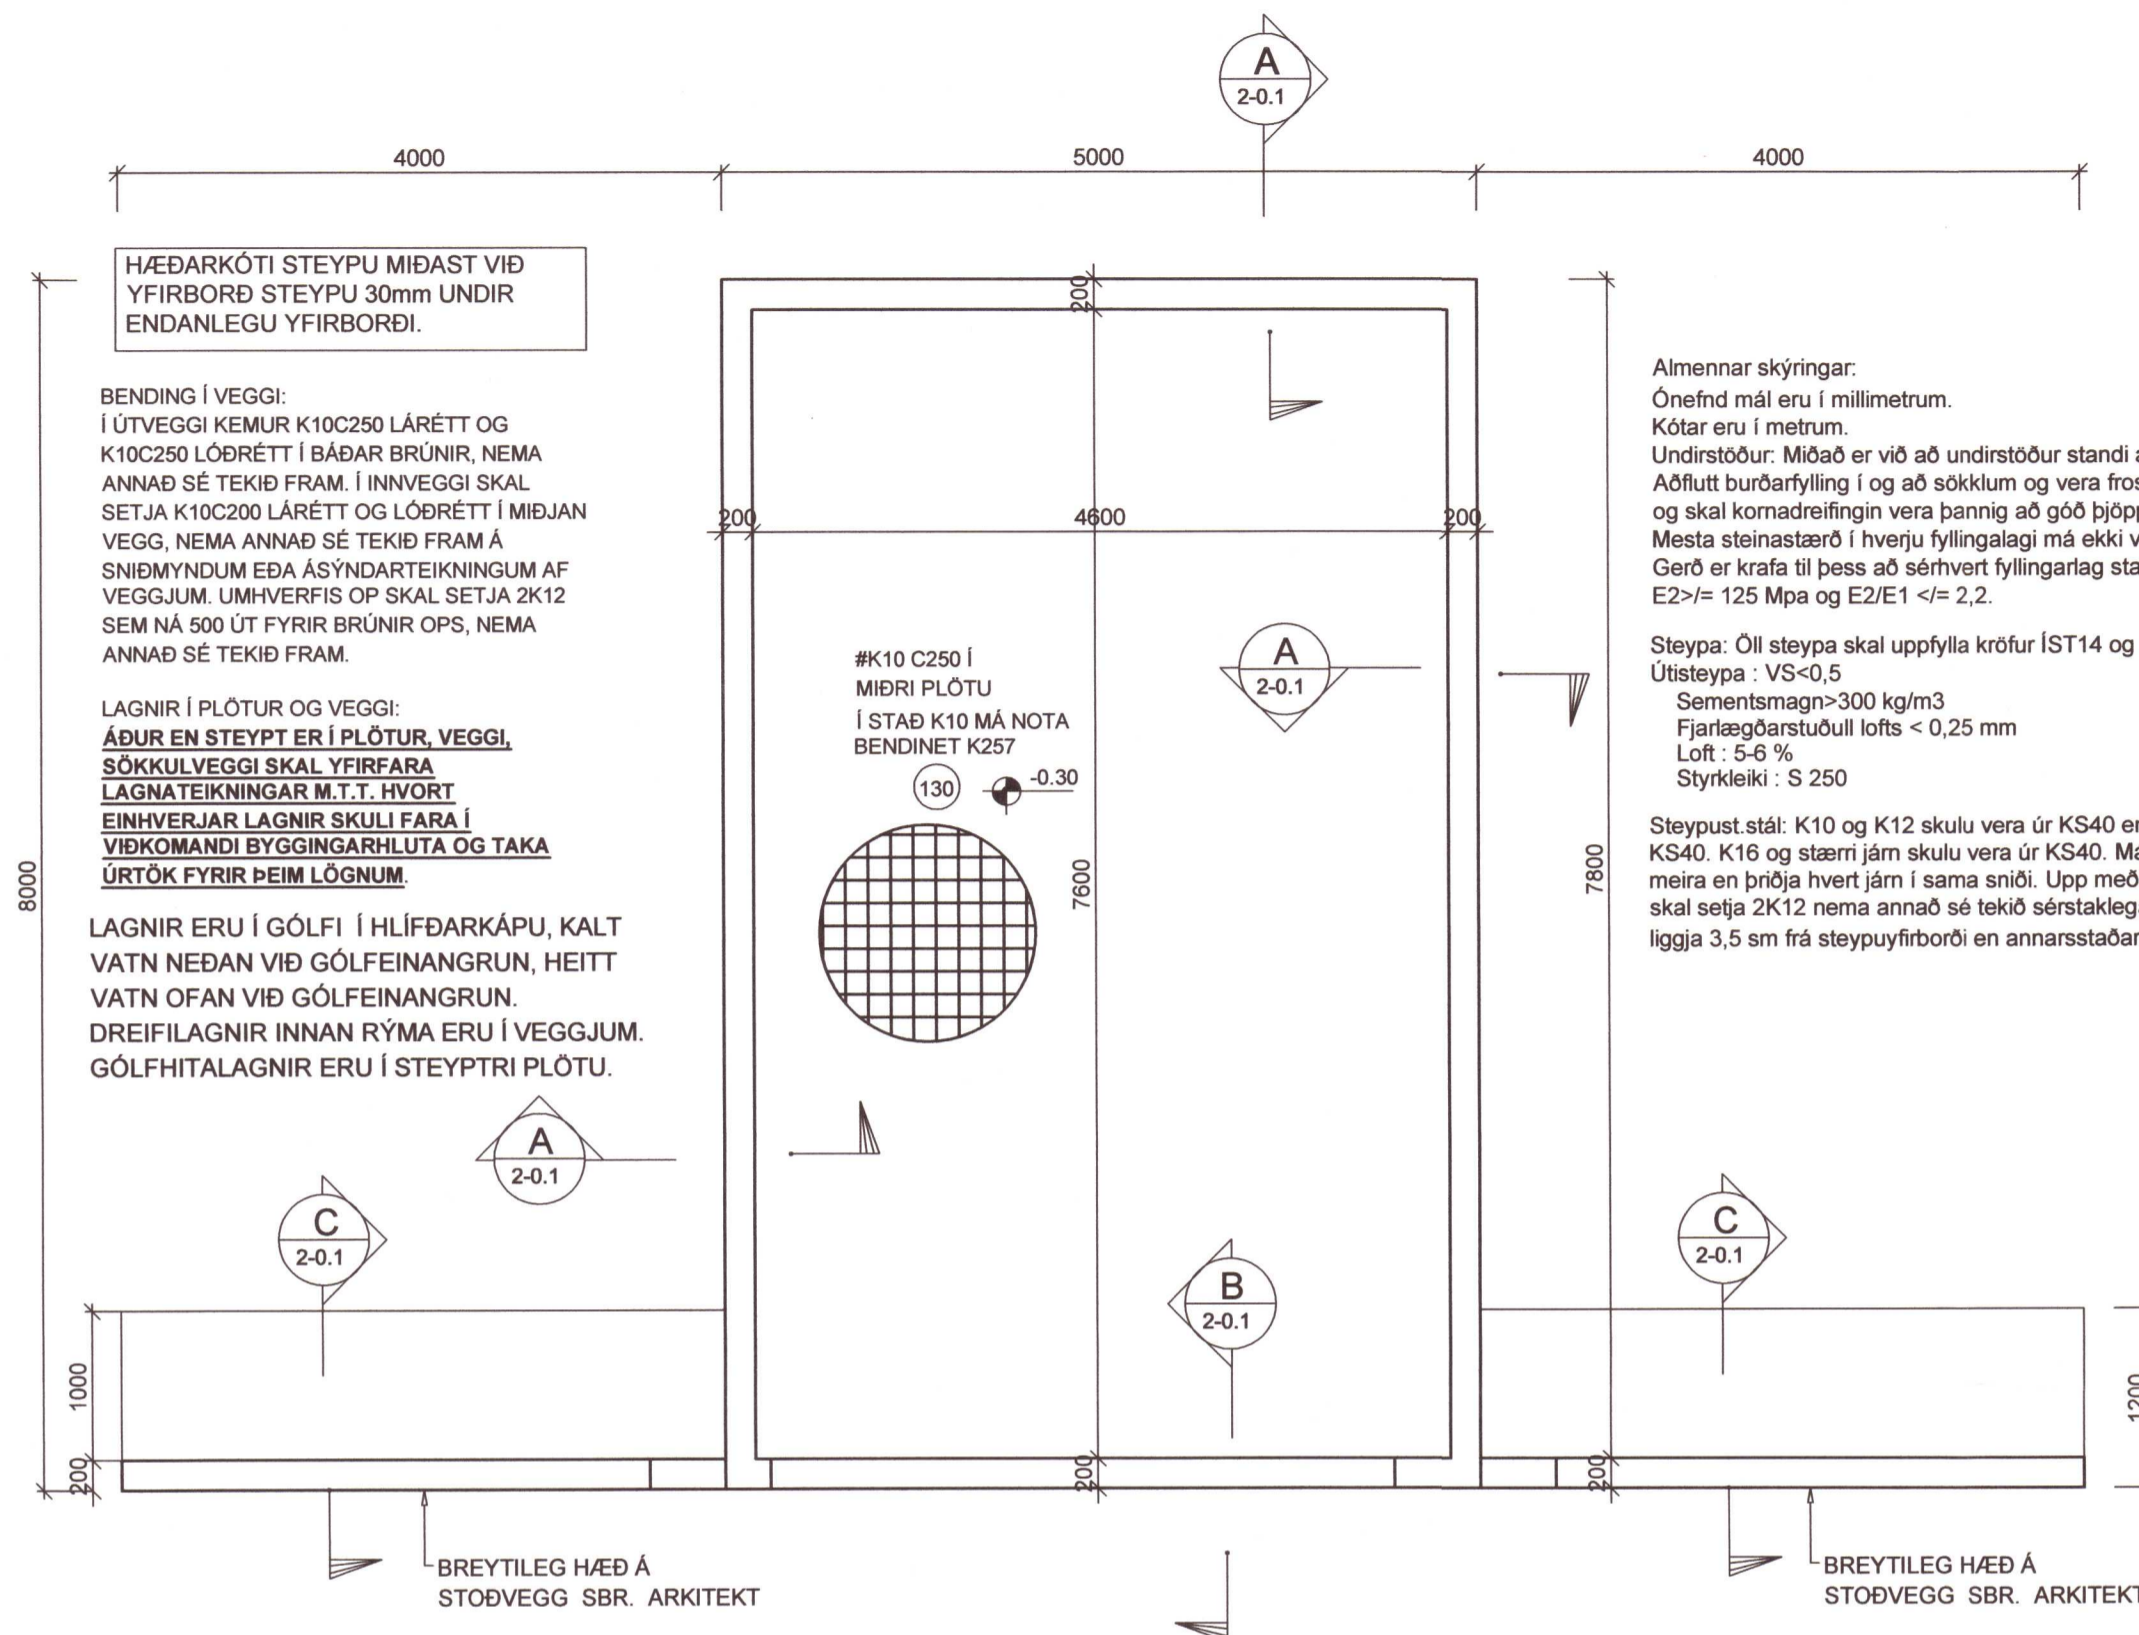 A
2-0.1
4000
5000
4000
HÆÐARKÓTI STEYPU MIÐAST VIÐ
YFIRBORÐ STEYPU 30mm UNDIR
ENDANLEGU YFIRBORÐI.
BENDING Í VEGGI:
Í ÚTVEGGI KEMUR K10C250 LÁRÉTT OG
K10C250 LÓÐRÉTT Í BÁÐAR BRÚNIR, NEMA
ANNAÐ SÉ TEKIÐ FRAM. Í INNVEGGI SKAL
SETJA K10C200 LÁRÉTT OG LÓÐRÉTT Í MIÐJAN
VEGG, NEMA ANNAÐ SÉ TEKIÐ FRAM Á
SNIÐMYNDUM EÐA ÁSÝNDARTEIKNINGUM AF
VEGGJUM. UMHVERFIS OP SKAL SETJA 2K12
SEM NÁ 500 ÚT FYRIR BRÚNIR OPS, NEMA
ANNAÐ SÉ TEKIÐ FRAM.
LAGNIR Í PLÖTUR OG VEGGI:
ÁÐUR EN STEYPT ER Í PLÖTUR, VEGGI,
SÖKKULVEGGI SKAL YFIRFARA
LAGNATEIKNINGAR M.T.T. HVORT
EINHVERJAR LAGNIR SKULI FARA Í
VIÐKOMANDI BYGGINGARHLUTA OG TAKA
ÚRTÖK FYRIR ÞEIM LÖGNUM.
LAGNIR ERU Í GÓLFI Í HLÍFÐARKÁPU, KALT
VATN NEÐAN VIÐ GÓLFEINANGRUN, HEITT
VATN OFAN VIÐ GÓLFEINANGRUN.
DREIFILAGNIR INNAN RÝMA ERU Í VEGGJUM.
GÓLFHITALAGNIR ERU Í STEYPTRI PLÖTU.
8000
200
200
4600
200
#K10 C250 Í
MIÐRI PLÖTU
Í STAÐ K10 MÁ NOTA
BENDINET K257
130
-0.30
A
2-0.1
7600
7800
Almennar skýringar:
Ónefnd mál eru í millimetrum.
Kótar eru í metrum.
Undirstöður: Miðað er við að undirstöður standi
Aðflutt burðarfylling í og að sökklum og vera
og skal kornadreifingin vera þannig að góð
Mesta steinastærð í hverju fyllingalagi má ekki
Gerð er krafa til þess að sérhvert fyllingarlag
E2>/= 125 Mpa og E2/E1 </= 2,2.
Steypa: Öll steypa skal uppfylla kröfur ÍST14 og
Útisteypa : VS<0,5
Sementsmagn>300 kg/m3
Fjarlægðarstuðull lofts < 0,25 mm
Loft : 5-6 %
Styrkleiki : S 250
Steypust.stál: K10 og K12 skulu vera úr KS40
KS40. K16 og stærri járn skulu vera úr KS40.
meira en þriðja hvert járn í sama sniði. Upp með
skal setja 2K12 nema annað sé tekið
liggja 3,5 sm frá steypuyfirborði en annarsstaðar
A
2-0.1
C
2-0.1
B
2-0.1
C
2-0.1
1000
200
200
200
1200
BREYTILEG HÆÐ Á
STOÐVEGG SBR. ARKITEKT
BREYTILEG HÆÐ Á
STOÐVEGG SBR. ARKITEKT